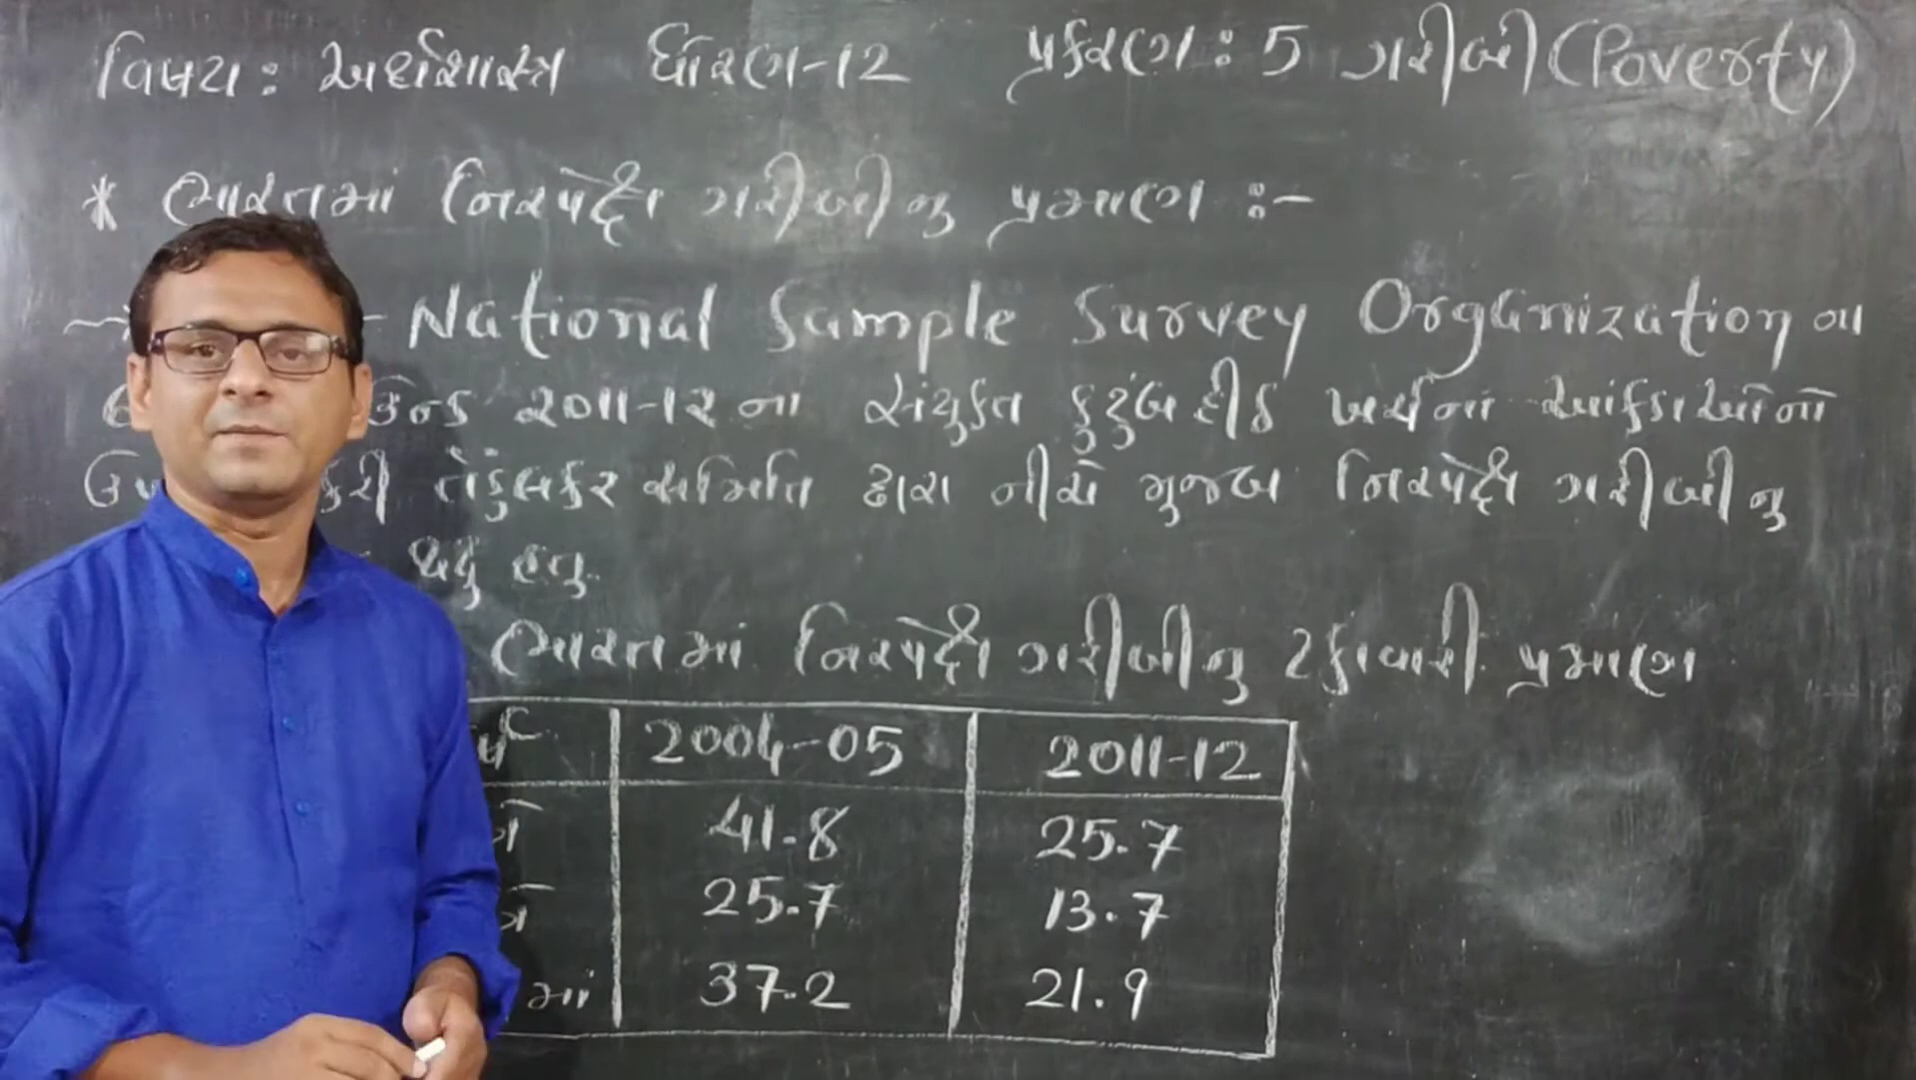 વિષય : અર્થશાસ્ત્ર ધોરણ-12 પ્રકરણ : 5 ગરીબી (Poverty)
* ભારતમાં નિરપેક્ષ ગરીબીનુ પ્રમાણ :-
- National Sample Survey Organization ના
2011-12 ના સંયુક્ત કુટુંબ દીઠ ખર્ચના આંકડાઓનો
કરી તેંડુલકર સમિતિ દ્વારા નીચે મુજબ નિરપેક્ષ ગરીબીનુ
થયુ હતુ.
ભારતમાં નિરપેક્ષ ગરીબીનુ ટકાવારી પ્રમાણ
2004-05 2011-12
41.8 25.7
25.7 13.7
માં 37.2 21.9